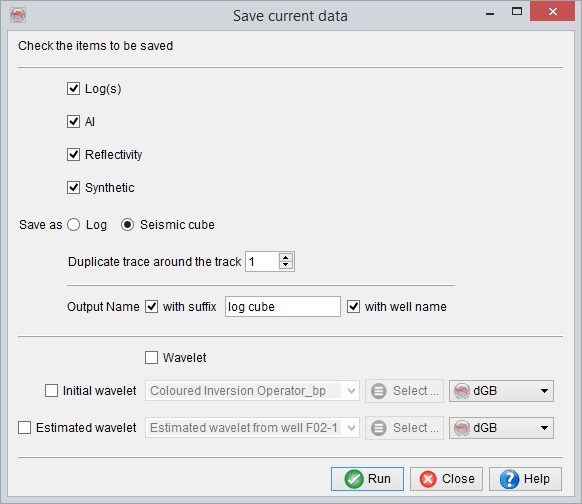 Save current data
Check the items to be saved
Log(s)
AI
Reflectivity
Synthetic
Save as Log Seismic cube
Duplicate trace around the track 1
Output Name with suffix log cube with well name
Wavelet
Initial wavelet Coloured Inversion Operator_bp Select ... dGB
Estimated wavelet Estimated wavelet from well F02-1 Select ... dGB
Run Close Help